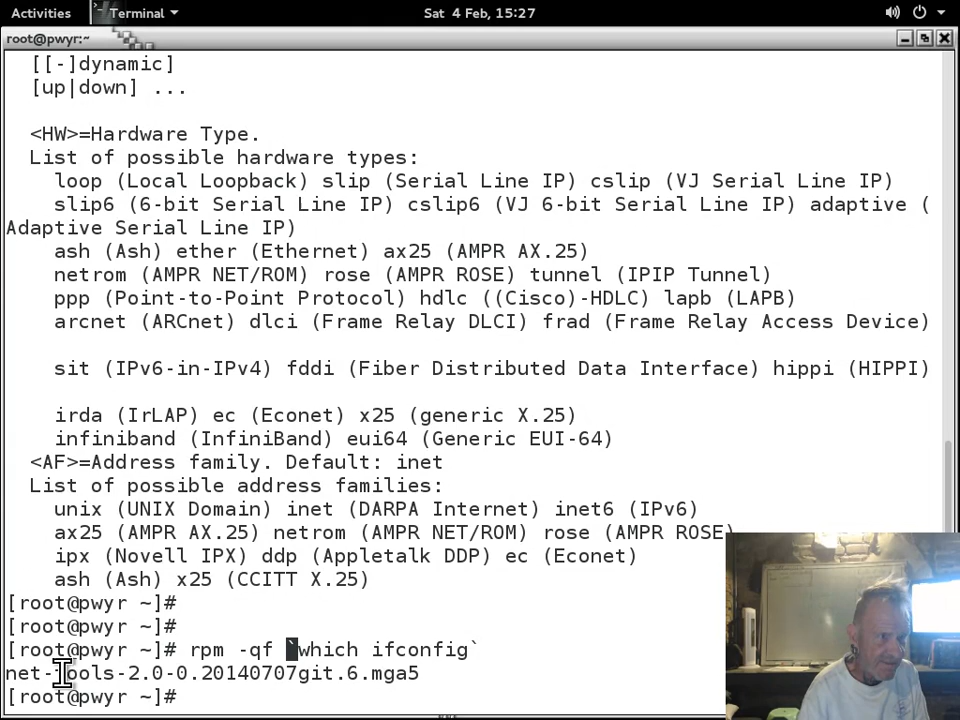 Activities Terminal Sat 4 Feb, 15:27
root@pwyr:~
[[-]dynamic]
[up|down] ...
<HW>=Hardware Type.
List of possible hardware types:
loop (Local Loopback) slip (Serial Line IP) cslip (VJ Serial Line IP)
slip6 (6-bit Serial Line IP) cslip6 (VJ 6-bit Serial Line IP) adaptive (
Adaptive Serial Line IP)
ash (Ash) ether (Ethernet) ax25 (AMPR AX.25)
netrom (AMPR NET/ROM) rose (AMPR ROSE) tunnel (IPIP Tunnel)
ppp (Point-to-Point Protocol) hdlc ((Cisco)-HDLC) lapb (LAPB)
arcnet (ARCnet) dlci (Frame Relay DLCI) frad (Frame Relay Access Device)
sit (IPv6-in-IPv4) fddi (Fiber Distributed Data Interface) hippi (HIPPI)
irda (IrLAP) ec (Econet) x25 (generic X.25)
infiniband (InfiniBand) eui64 (Generic EUI-64)
<AF>=Address family. Default: inet
List of possible address families:
unix (UNIX Domain) inet (DARPA Internet) inet6 (IPv6)
ax25 (AMPR AX.25) netrom (AMPR NET/ROM) rose (AMPR ROSE)
ipx (Novell IPX) ddp (Appletalk DDP) ec (Econet)
ash (Ash) x25 (CCITT X.25)
[root@pwyr ~]#
[root@pwyr ~]#
[root@pwyr ~]# rpm -qf `which ifconfig`
net-tools-2.0-0.20140707git.6.mga5
[root@pwyr ~]#